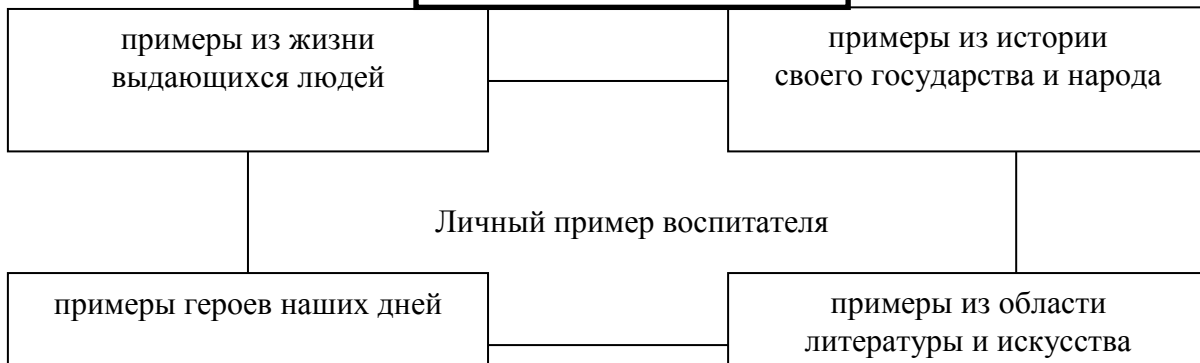 примеры из жизни
выдающихся людей
примеры из истории
своего государства и народа
Личный пример воспитателя
примеры героев наших дней
примеры из области
литературы и искусства